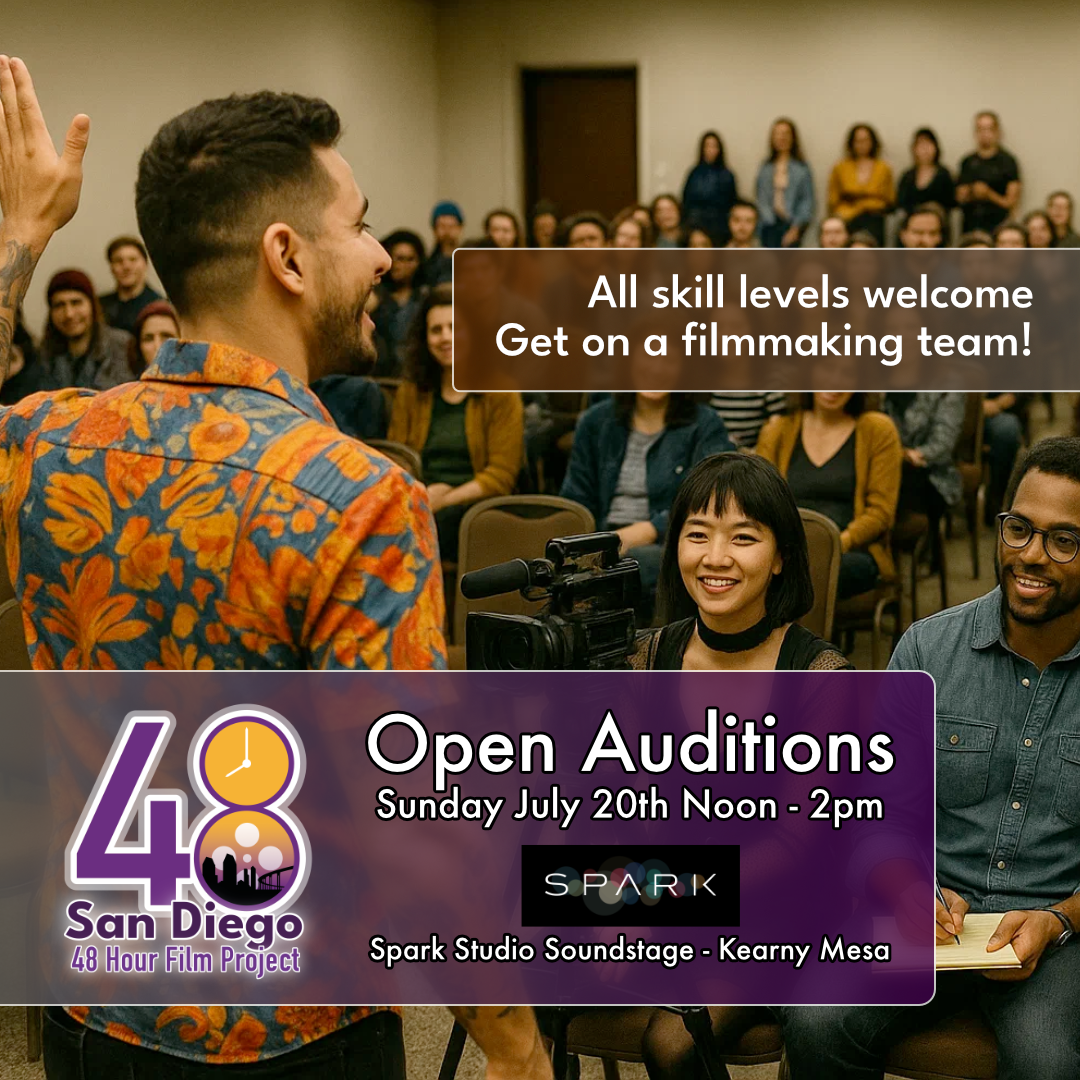 All skill levels welcome
Get on a filmmaking team!
48
San Diego
48 Hour Film Project
Open Auditions
Sunday July 20th Noon - 2pm
SPARK
Spark Studio Soundstage - Kearny Mesa